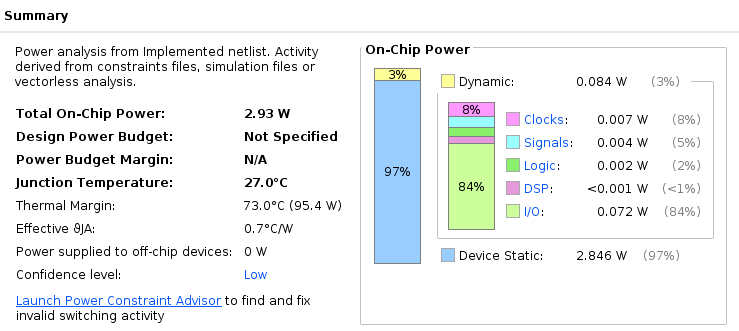 Summary
Power analysis from Implemented netlist. Activity
derived from constraints files, simulation files or
vectorless analysis.
Total On-Chip Power: 2.93 W
Design Power Budget: Not Specified
Power Budget Margin: N/A
Junction Temperature: 27.0°C
Thermal Margin: 73.0°C (95.4 W)
Effective ϑJA: 0.7°C/W
Power supplied to off-chip devices: 0 W
Confidence level: Low
Launch Power Constraint Advisor to find and fix
invalid switching activity
On-Chip Power
3%
97%
Dynamic: 0.084 W (3%)
8%
84%
Clocks: 0.007 W (8%)
Signals: 0.004 W (5%)
Logic: 0.002 W (2%)
DSP: <0.001 W (<1%)
I/O: 0.072 W (84%)
Device Static: 2.846 W (97%)